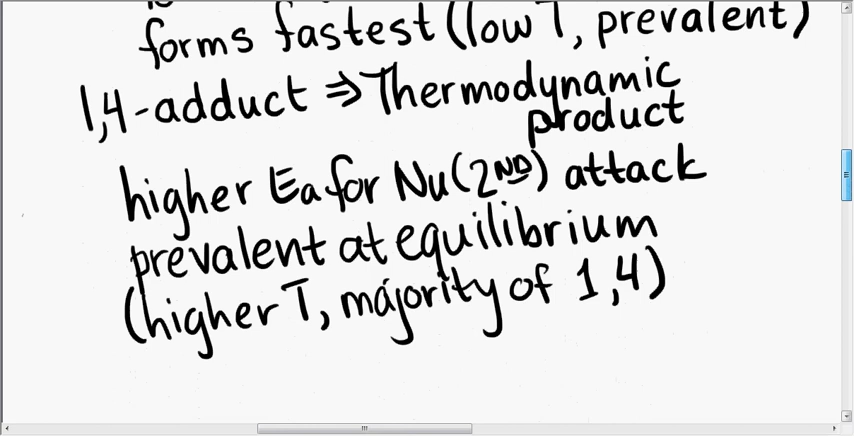 forms fastest (low T, prevalent)
1,4-adduct ⇒ Thermodynamic
product
higher Ea for Nu (2ND) attack
prevalent at equilibrium
(higher T, majority of 1,4)